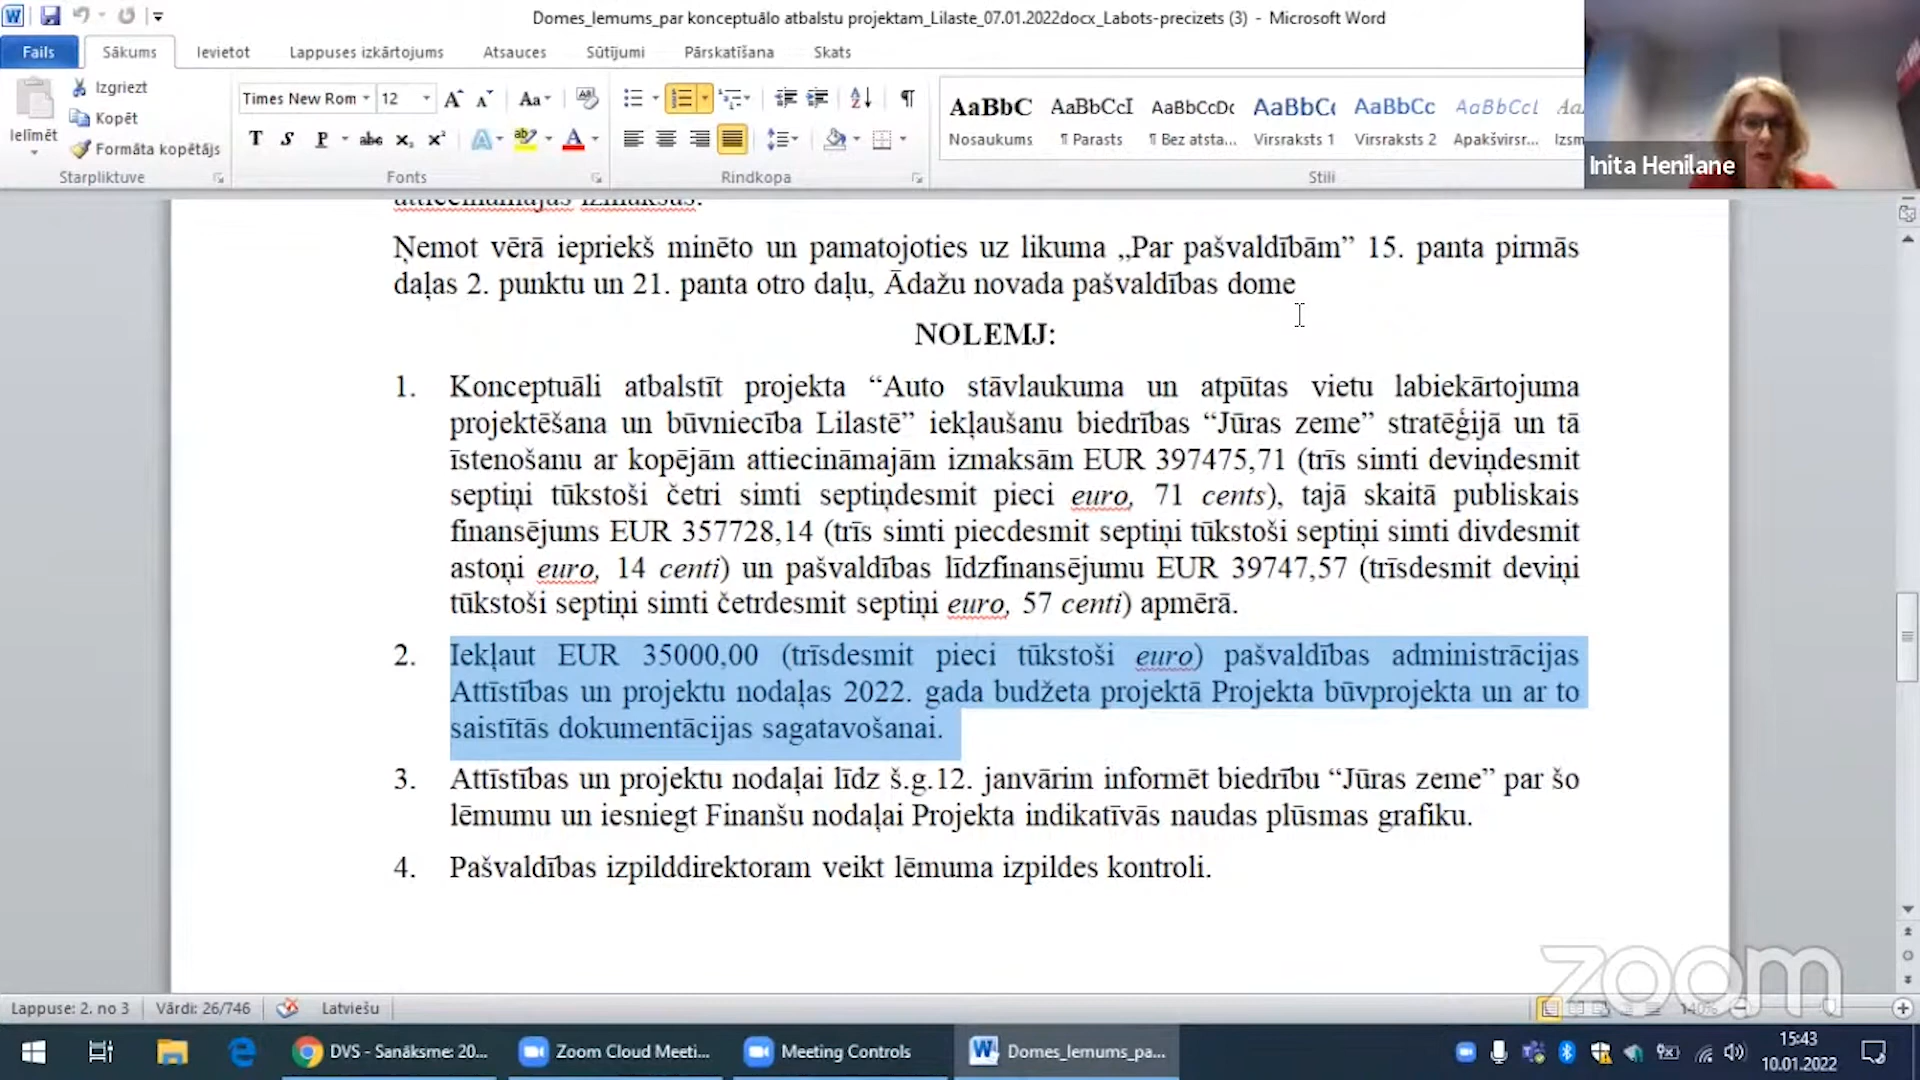 Domes_lemums_par konceptuālo atbalstu projektam_Lilaste_07.01.2022docx_Labots-precizets (3) - Microsoft Word
Fails Sākums Ievietot Lappuses izkārtojums Atsauces Sūtījumi Pārskatīšana Skats
Ielīmēt
Izgriezt
Kopēt
Formāta kopētājs
Starpliktuve
Times New Rom 12
Fonts
Rindkopa
AaBbC AaBbCcI AaBbCcDc AaBbC AaBbCc AaBbCcL Aa
Nosaukums ¶ Parasts ¶ Bez atsta... Virsraksts 1 Virsraksts 2 Apakšvirsr... Izsm
Stili
Inita Henilane
attiecināmajās izmaksās.
Ņemot vērā iepriekš minēto un pamatojoties uz likuma „Par pašvaldībām” 15. panta pirmās
daļas 2. punktu un 21. panta otro daļu, Ādažu novada pašvaldības dome
NOLEMJ:
1. Konceptuāli atbalstīt projekta “Auto stāvlaukuma un atpūtas vietu labiekārtojuma
projektēšana un būvniecība Lilastē” iekļaušanu biedrības “Jūras zeme” stratēģijā un tā
īstenošanu ar kopējām attiecināmajām izmaksām EUR 397475,71 (trīs simti deviņdesmit
septiņi tūkstoši četri simti septiņdesmit pieci euro, 71 cents), tajā skaitā publiskais
finansējums EUR 357728,14 (trīs simti piecdesmit septiņi tūkstoši septiņi simti divdesmit
astoņi euro, 14 centi) un pašvaldības līdzfinansējumu EUR 39747,57 (trīsdesmit deviņi
tūkstoši septiņi simti četrdesmit septiņi euro, 57 centi) apmērā.
2. Iekļaut EUR 35000,00 (trīsdesmit pieci tūkstoši euro) pašvaldības administrācijas
Attīstības un projektu nodaļas 2022. gada budžeta projektā Projekta būvprojekta un ar to
saistītās dokumentācijas sagatavošanai.
3. Attīstības un projektu nodaļai līdz š.g.12. janvārim informēt biedrību “Jūras zeme” par šo
lēmumu un iesniegt Finanšu nodaļai Projekta indikatīvās naudas plūsmas grafiku.
4. Pašvaldības izpilddirektoram veikt lēmuma izpildes kontroli.
zoom
Lappuse: 2. no 3 Vārdi: 26/746 Latviešu 140%
DVS - Sanāksme: 20... Zoom Cloud Meeti... Meeting Controls Domes_lemums_pa...
15:43
10.01.2022